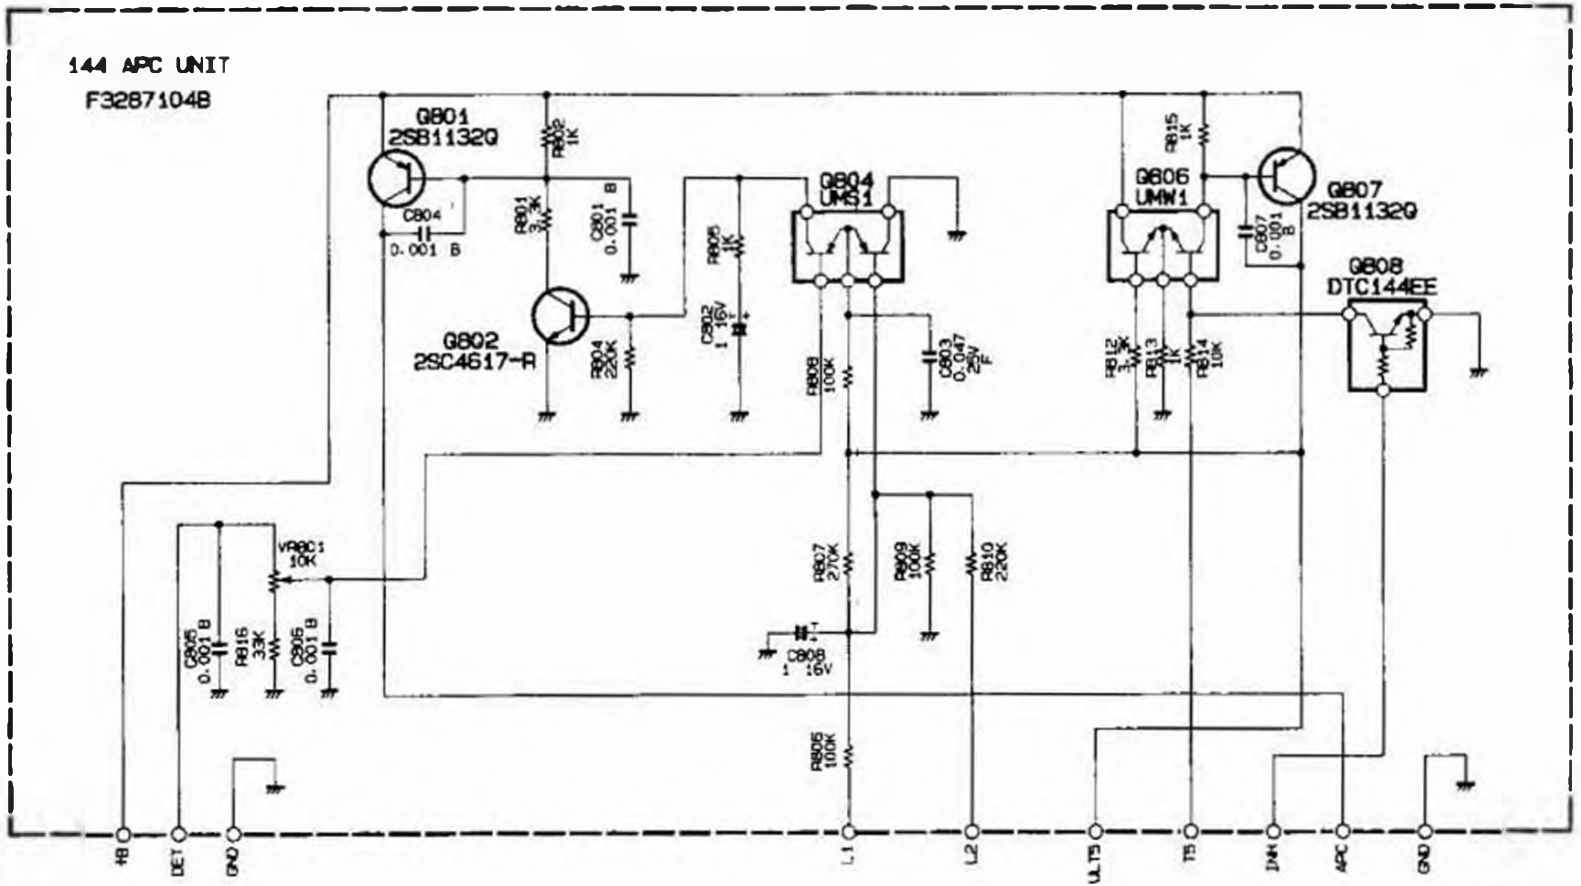 144 APC UNIT
F3287104B
Q801
2SB1132Q
R802
1K
R801
3.3K
C801
0.001 B
C804
0.001 B
Q802
2SC4617-R
R804
220K
R805
1K
C802
1 16V
Q804
UMS1
R808
100K
C803
0.047
25V
F
Q806
UMW1
R815
1K
Q807
2SB1132Q
C807
0.001
B
Q808
DTC144EE
R812
3.3K
R813
1K
R814
10K
VR801
10K
C805
0.001 B
R816
33K
C806
0.001 B
R807
270K
R809
100K
R810
220K
C808
1 16V
R806
100K
+B
DET
GND
L1
L2
ULT5
T5
INH
APC
GND